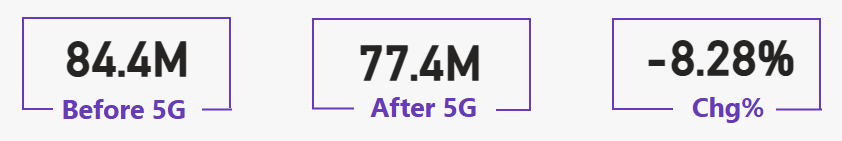 84.4M
Before 5G
77.4M
After 5G
-8.28%
Chg%